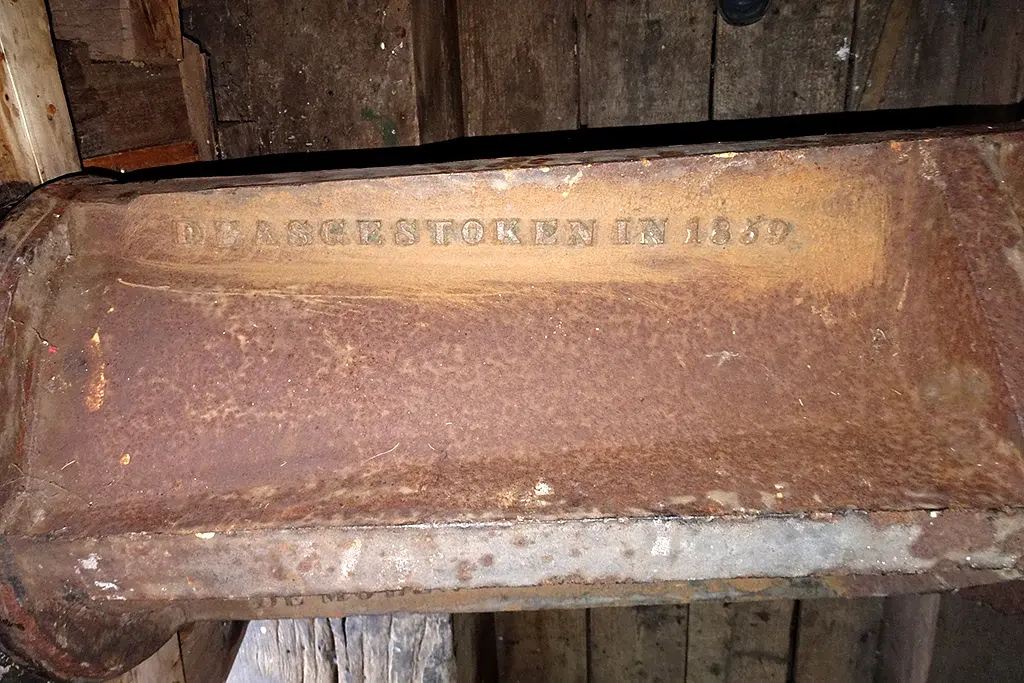 DE ASGESTOKEN IN 1859